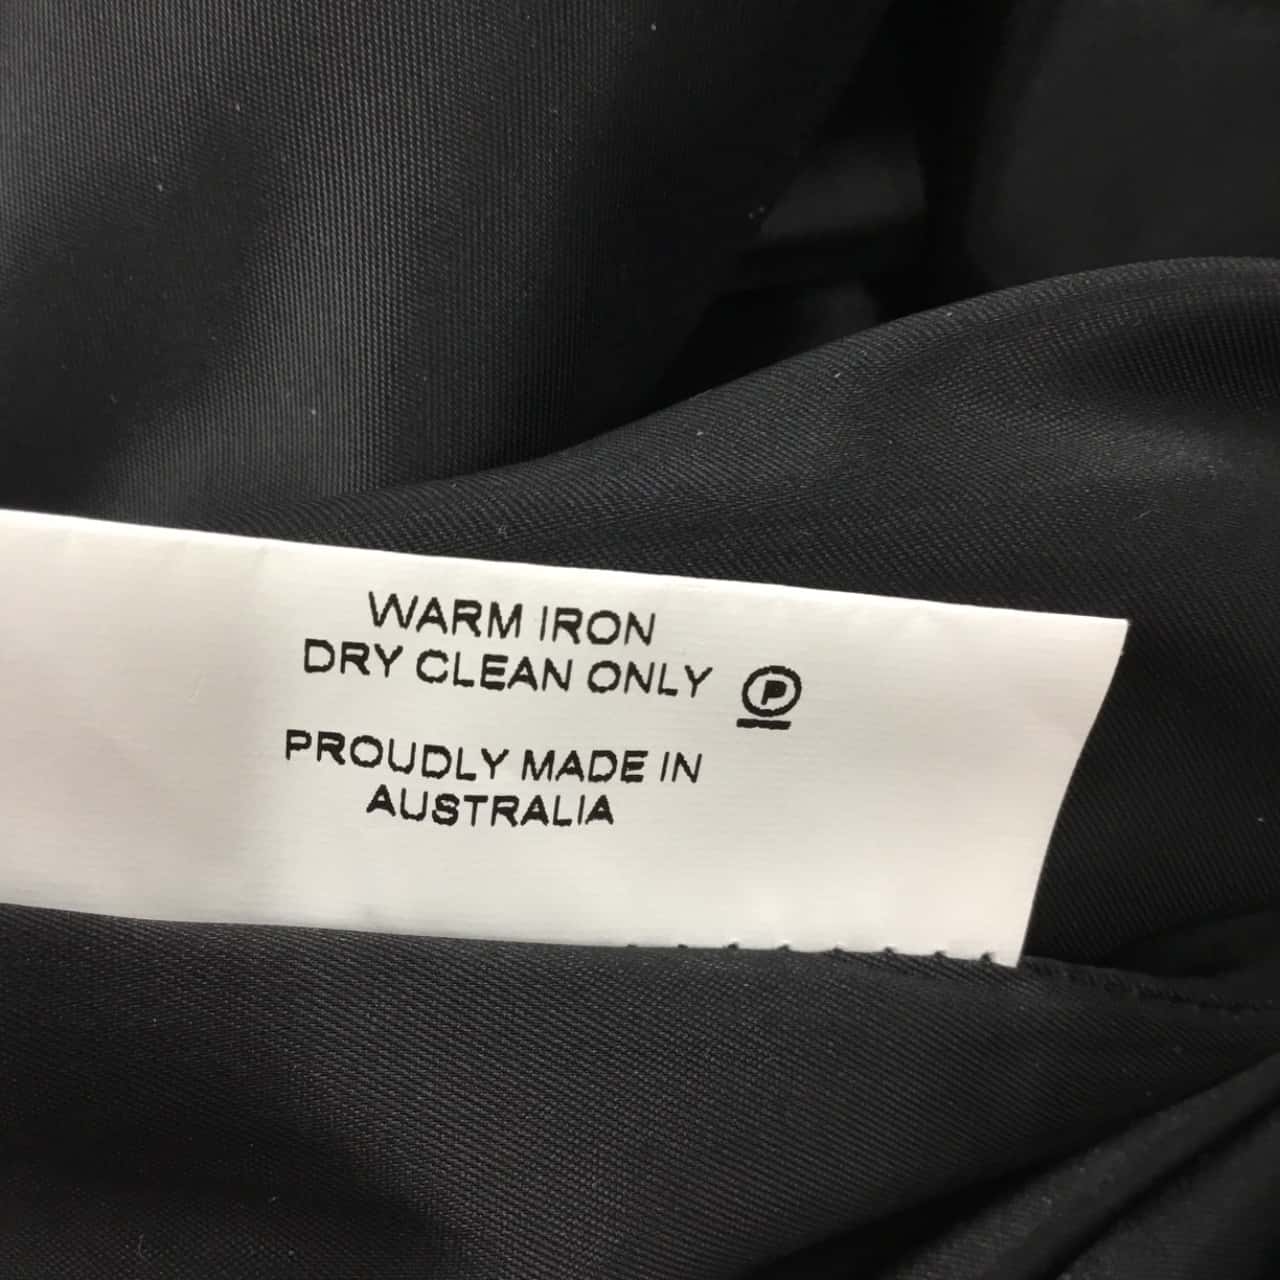 WARM IRON
DRY CLEAN ONLY Ⓟ
PROUDLY MADE IN
AUSTRALIA